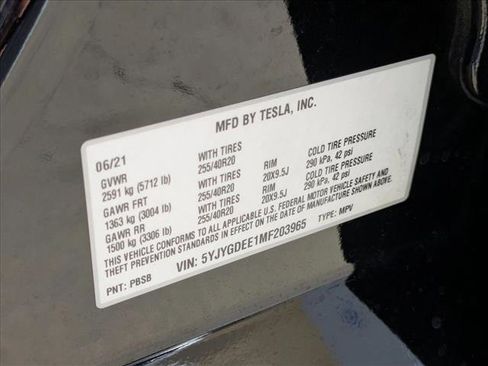 MFD BY TESLA, INC.
06/21
GVWR WITH TIRES RIM COLD TIRE PRESSURE
2591 kg (5712 lb) 255/40R20 20X9.5J 290 kPa, 42 psi
GAWR FRT WITH TIRES RIM COLD TIRE PRESSURE
1363 kg (3004 lb) 255/40R20 20X9.5J 290 kPa, 42 psi
GAWR RR WITH TIRES
1500 kg (3306 lb) 255/40R20
THIS VEHICLE CONFORMS TO ALL APPLICABLE U.S. FEDERAL MOTOR VEHICLE SAFETY AND
THEFT PREVENTION STANDARDS IN EFFECT ON THE DATE OF MANUFACTURE SHOWN ABOVE.
VIN: 5YJYGDEE1MF203965 TYPE: MPV
PNT: PBSB